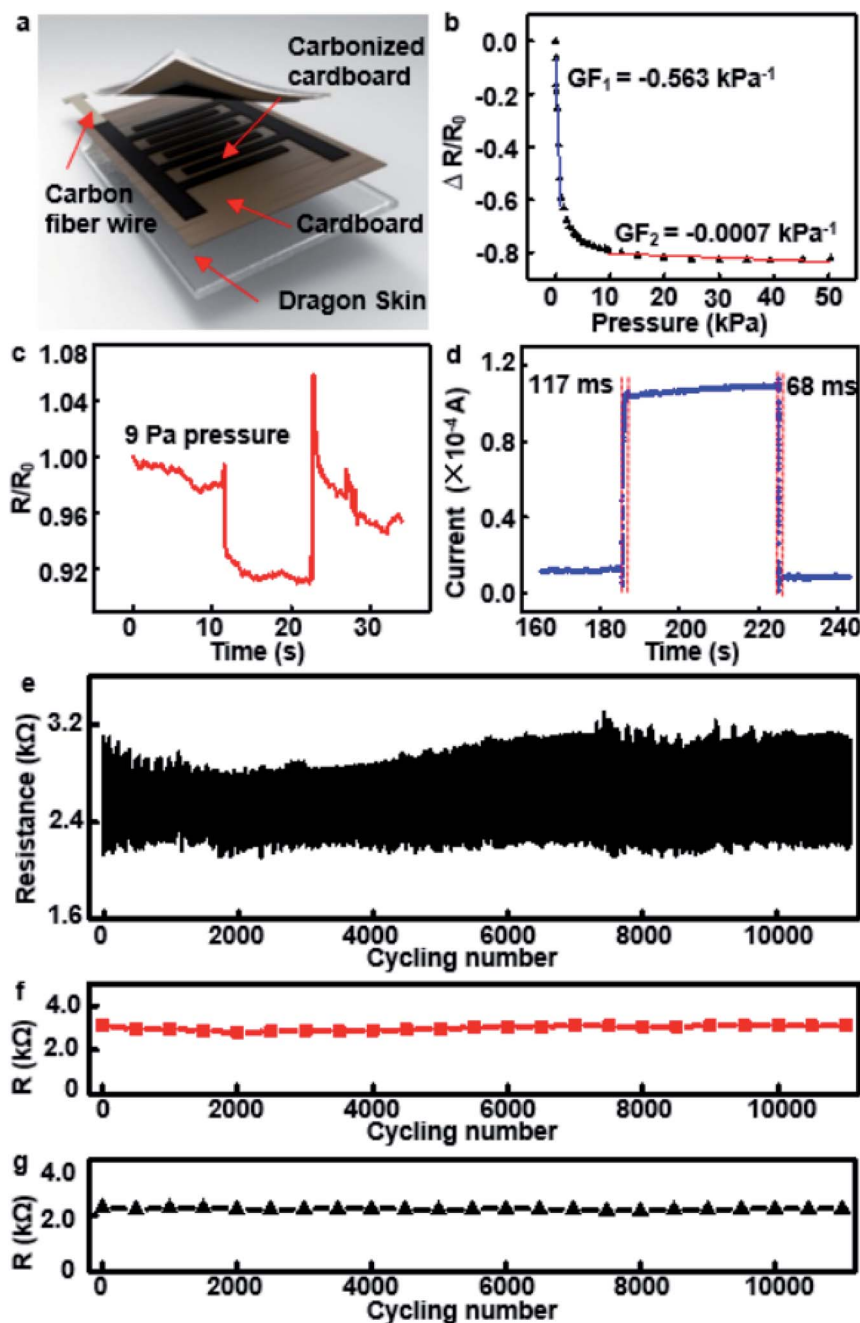 a
Carbonized
cardboard
Carbon
fiber wire
Cardboard
Dragon Skin
b
GF₁ = -0.563 kPa⁻¹
GF₂ = -0.0007 kPa⁻¹
Δ R/R₀
0.0
-0.2
-0.4
-0.6
-0.8
0 10 20 30 40 50
Pressure (kPa)
c
9 Pa pressure
R/R₀
1.08
1.04
1.00
0.96
0.92
0 10 20 30
Time (s)
d
117 ms
68 ms
Current (×10⁻⁴ A)
1.2
0.8
0.4
0.0
160 180 200 220 240
Time (s)
e
Resistance (kΩ)
3.2
2.4
1.6
0 2000 4000 6000 8000 10000
Cycling number
f
R (kΩ)
4.0
2.0
0
0 2000 4000 6000 8000 10000
Cycling number
g
R (kΩ)
4.0
2.0
0
0 2000 4000 6000 8000 10000
Cycling number